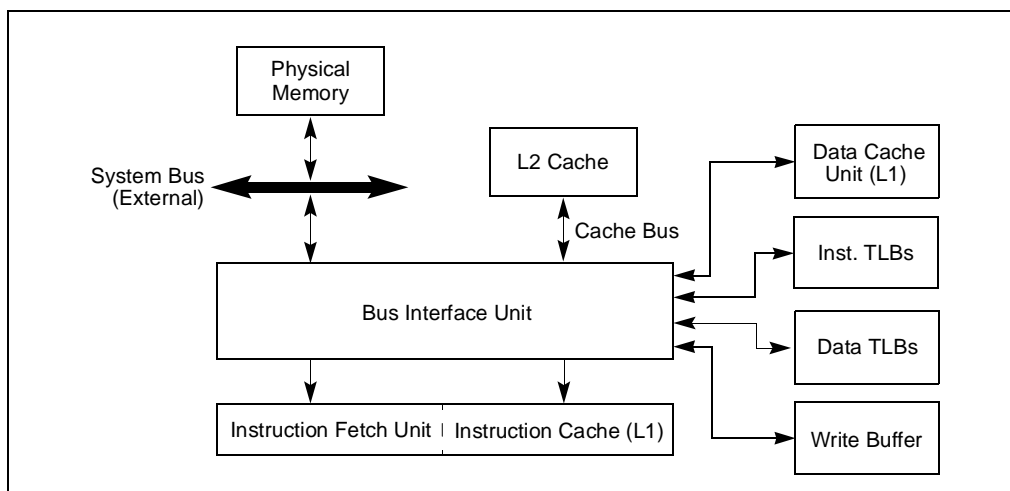 Physical
Memory
L2 Cache
Data Cache
Unit (L1)
System Bus
(External)
Cache Bus
Inst. TLBs
Bus Interface Unit
Data TLBs
Instruction Fetch Unit
Instruction Cache (L1)
Write Buffer